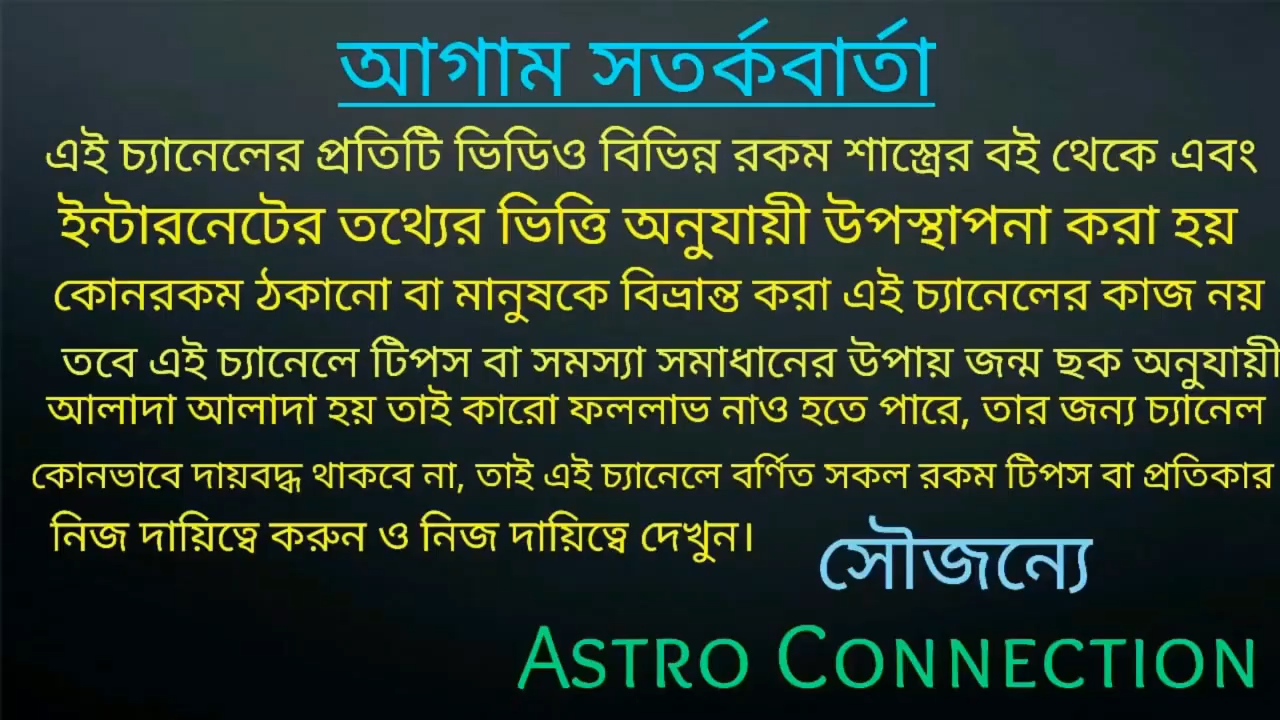 আগাম সতর্কবার্তা
এই চ্যানেলের প্রতিটি ভিডিও বিভিন্ন রকম শাস্ত্রের বই থেকে এবং
ইন্টারনেটের তথ্যের ভিত্তি অনুযায়ী উপস্থাপনা করা হয়
কোনরকম ঠকানো বা মানুষকে বিভ্রান্ত করা এই চ্যানেলের কাজ নয়
তবে এই চ্যানেলে টিপস বা সমস্যা সমাধানের উপায় জন্ম ছক অনুযায়ী
আলাদা আলাদা হয় তাই কারো ফললাভ নাও হতে পারে, তার জন্য চ্যানেল
কোনভাবে দায়বদ্ধ থাকবে না, তাই এই চ্যানেলে বর্ণিত সকল রকম টিপস বা প্রতিকার
নিজ দায়িত্বে করুন ও নিজ দায়িত্বে দেখুন।
সৌজন্যে
ASTRO CONNECTION